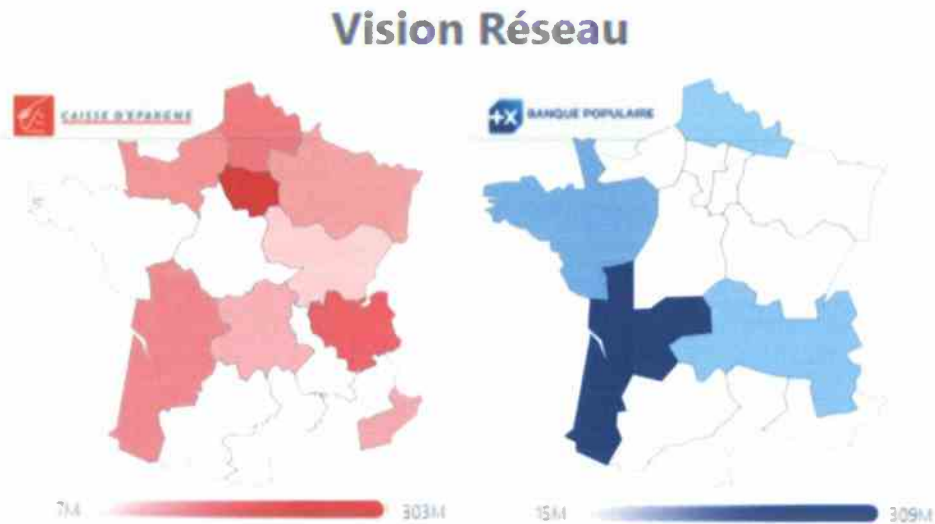 Vision Réseau
CAISSE D'EPARGNE
+X BANQUE POPULAIRE
7M 303M
15M 309M